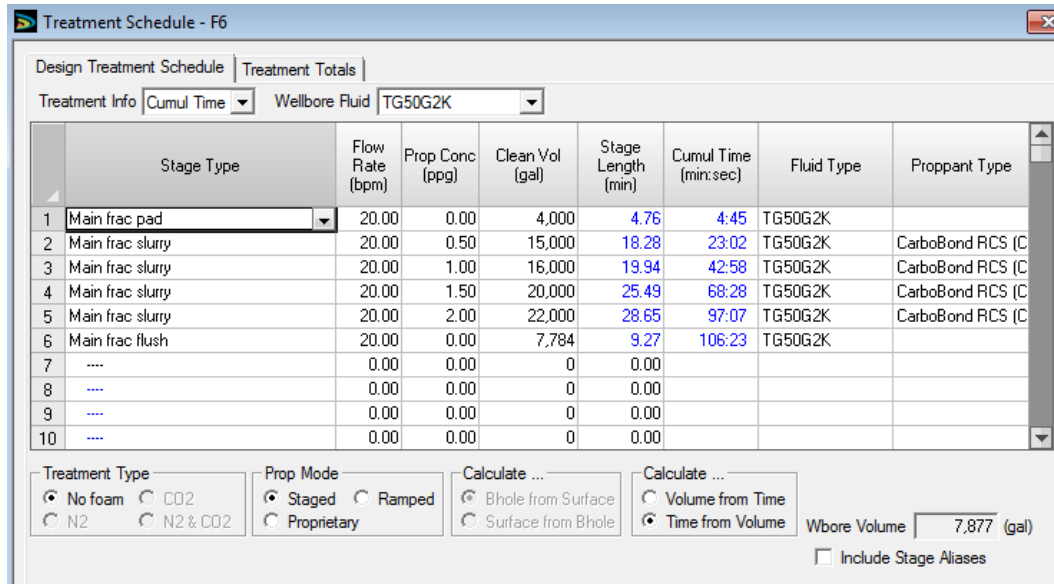 Treatment Schedule - F6
Design Treatment Schedule Treatment Totals
Treatment Info Cumul Time Wellbore Fluid TG50G2K
Stage Type Flow Rate (bpm) Prop Conc (ppg) Clean Vol (gal) Stage Length (min) Cumul Time (min:sec) Fluid Type Proppant Type
1 Main frac pad 20.00 0.00 4,000 4.76 4:45 TG50G2K
2 Main frac slurry 20.00 0.50 15,000 18.28 23:02 TG50G2K CarboBond RCS (C
3 Main frac slurry 20.00 1.00 16,000 19.94 42:58 TG50G2K CarboBond RCS (C
4 Main frac slurry 20.00 1.50 20,000 25.49 68:28 TG50G2K CarboBond RCS (C
5 Main frac slurry 20.00 2.00 22,000 28.65 97:07 TG50G2K CarboBond RCS (C
6 Main frac flush 20.00 0.00 7,784 9.27 106:23 TG50G2K
7 ---- 0.00 0.00 0 0.00
8 ---- 0.00 0.00 0 0.00
9 ---- 0.00 0.00 0 0.00
10 ---- 0.00 0.00 0 0.00
Treatment Type Prop Mode Calculate ... Calculate ...
No foam CO2 Staged Ramped Bhole from Surface Volume from Time
N2 N2 & CO2 Proprietary Surface from Bhole Time from Volume Wbore Volume 7,877 (gal)
Include Stage Aliases